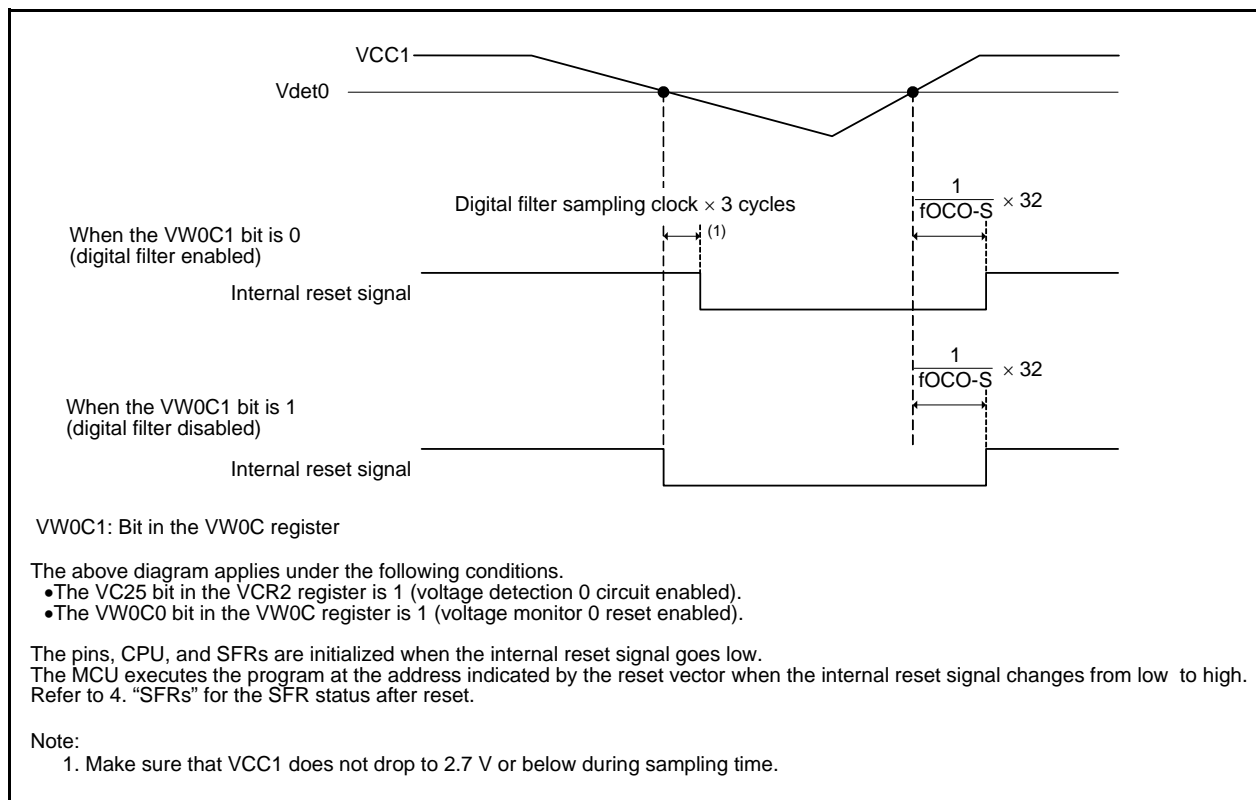 VCC1
Vdet0
Digital filter sampling clock × 3 cycles
1
fOCO-S × 32
(1)
When the VW0C1 bit is 0
(digital filter enabled)
Internal reset signal
1
fOCO-S × 32
When the VW0C1 bit is 1
(digital filter disabled)
Internal reset signal
VW0C1: Bit in the VW0C register
The above diagram applies under the following conditions.
•The VC25 bit in the VCR2 register is 1 (voltage detection 0 circuit enabled).
•The VW0C0 bit in the VW0C register is 1 (voltage monitor 0 reset enabled).
The pins, CPU, and SFRs are initialized when the internal reset signal goes low.
The MCU executes the program at the address indicated by the reset vector when the internal reset signal changes from low to high.
Refer to 4. “SFRs” for the SFR status after reset.
Note:
1. Make sure that VCC1 does not drop to 2.7 V or below during sampling time.